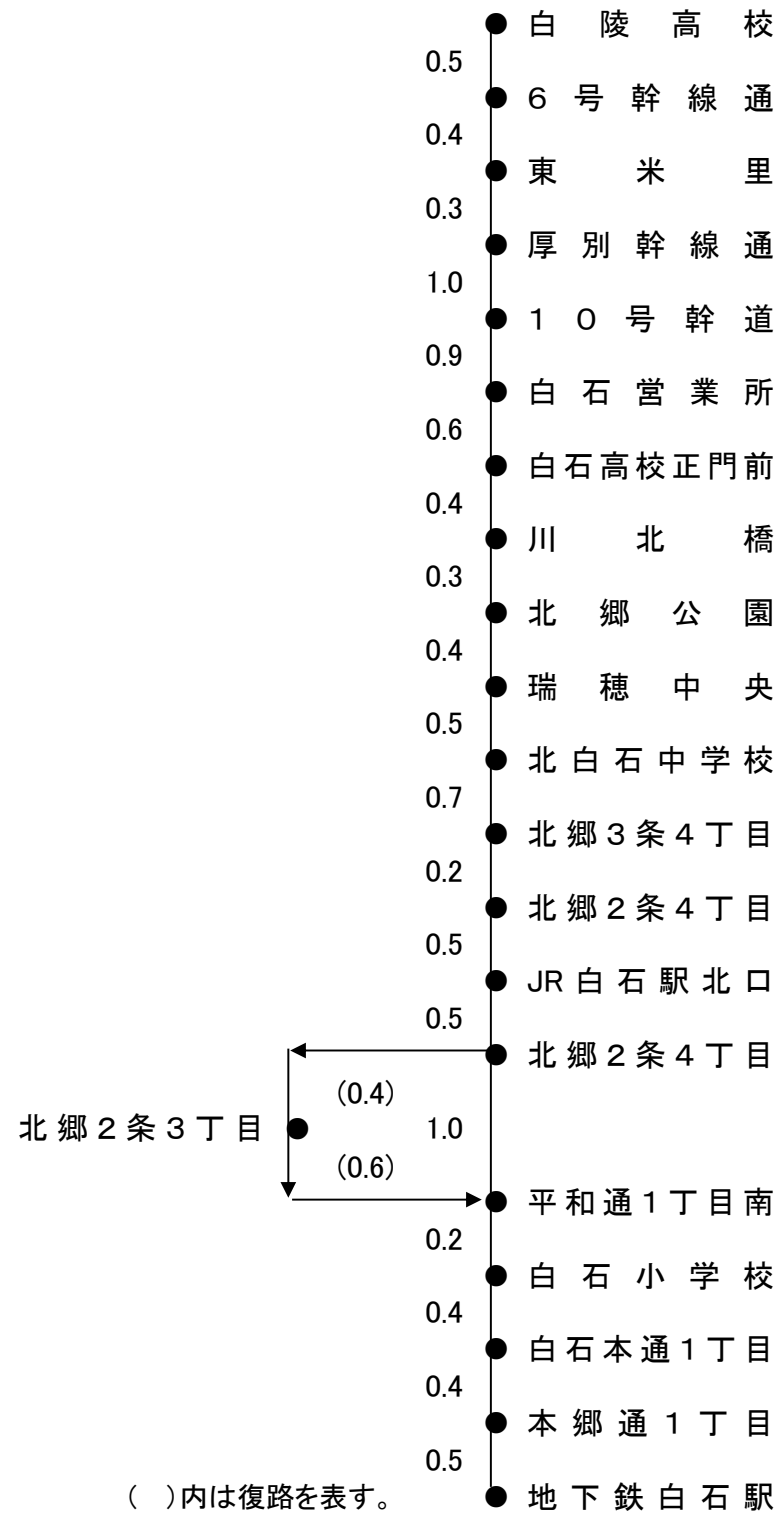 白陵高校
0.5
6号幹線通
0.4
東米里
0.3
厚別幹線通
1.0
10号幹道
0.9
白石営業所
0.6
白石高校正門前
0.4
川北橋
0.3
北郷公園
0.4
瑞穂中央
0.5
北白石中学校
0.7
北郷3条4丁目
0.2
北郷2条4丁目
0.5
JR白石駅北口
0.5
北郷2条4丁目
(0.4)
北郷2条3丁目 1.0
(0.6)
平和通1丁目南
0.2
白石小学校
0.4
白石本通1丁目
0.4
本郷通1丁目
0.5
( )内は復路を表す。 地下鉄白石駅